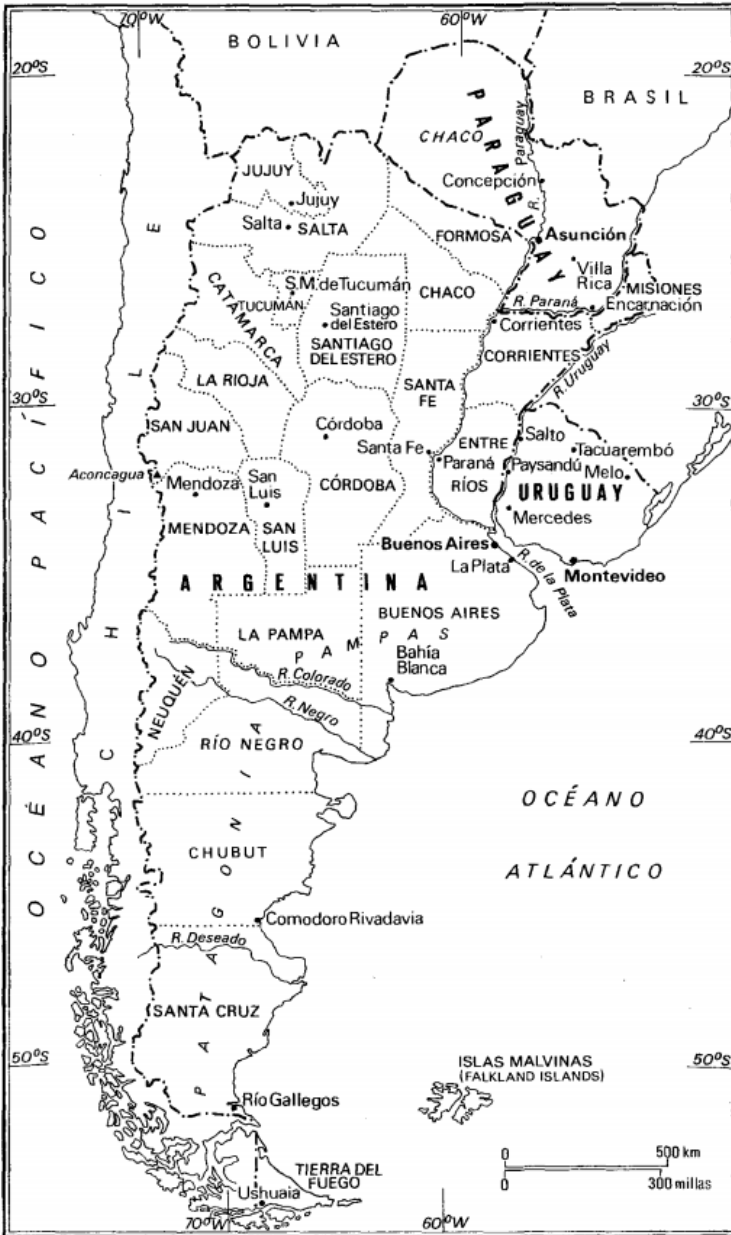 70°W
60°W
BOLIVIA
20°S
20°S
BRASIL
PARAGUAY
CHACO
R. Paraguay
Concepción
JUJUY
Jujuy
Salta
SALTA
FORMOSA
Asunción
Villa
Rica
MISIONES
Encarnación
R. Paraná
CATAMARCA
S.M. de Tucumán
TUCUMÁN
CHACO
Santiago
del Estero
SANTIAGO
DEL ESTERO
Corrientes
CORRIENTES
R. Uruguay
LA RIOJA
SANTA
FE
30°S
30°S
SAN JUAN
Córdoba
Santa Fe
ENTRE
RÍOS
Paraná
Salto
Tacuarembó
Paysandú
Melo
URUGUAY
Mercedes
Aconcagua
Mendoza
San
Luis
CÓRDOBA
MENDOZA
SAN
LUIS
Buenos Aires
La Plata
R. de la Plata
Montevideo
ARGENTINA
BUENOS AIRES
LA PAMPA
PAMPAS
Bahía
Blanca
R. Colorado
R. Negro
NEUQUÉN
40°S
40°S
RÍO NEGRO
CHILE
OCÉANO PACÍFICO
OCÉANO
ATLÁNTICO
CHUBUT
PATAGONIA
Comodoro Rivadavia
R. Deseado
SANTA CRUZ
50°S
50°S
ISLAS MALVINAS
(FALKLAND ISLANDS)
Río Gallegos
TIERRA DEL
FUEGO
Ushuaia
0 500 km
0 300 millas
70°W
60°W